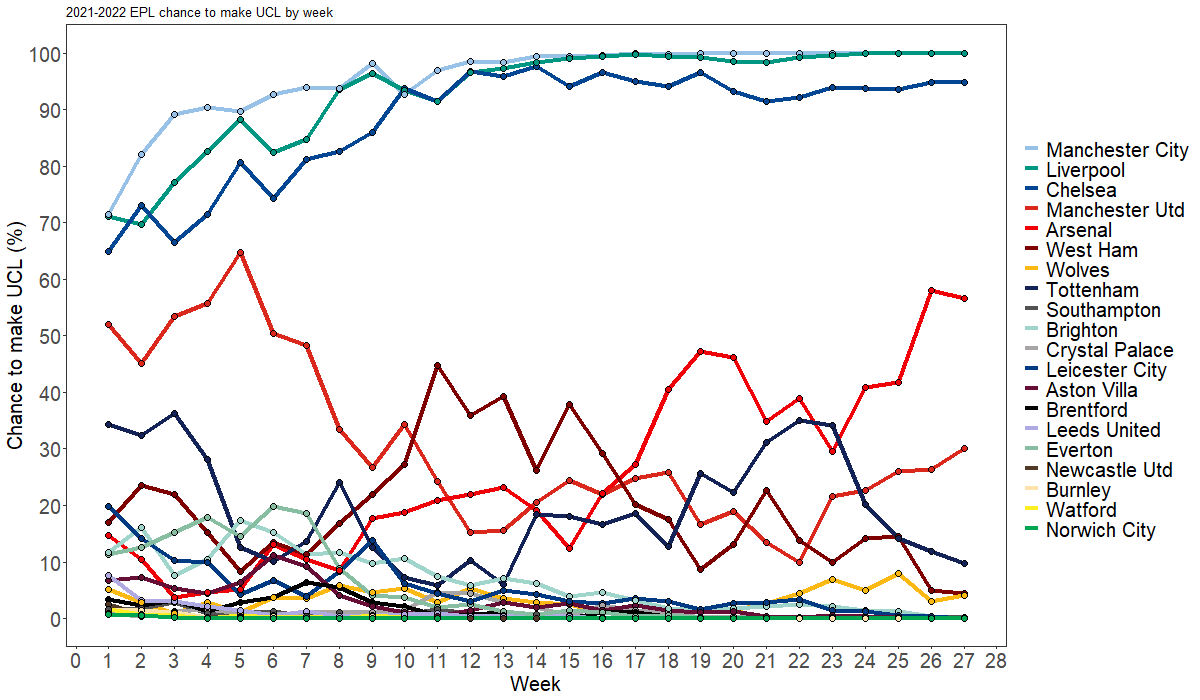 2021-2022 EPL chance to make UCL by week
Chance to make UCL (%)
100
90
80
70
60
50
40
30
20
10
0
0 1 2 3 4 5 6 7 8 9 10 11 12 13 14 15 16 17 18 19 20 21 22 23 24 25 26 27 28
Week
Manchester City
Liverpool
Chelsea
Manchester Utd
Arsenal
West Ham
Wolves
Tottenham
Southampton
Brighton
Crystal Palace
Leicester City
Aston Villa
Brentford
Leeds United
Everton
Newcastle Utd
Burnley
Watford
Norwich City